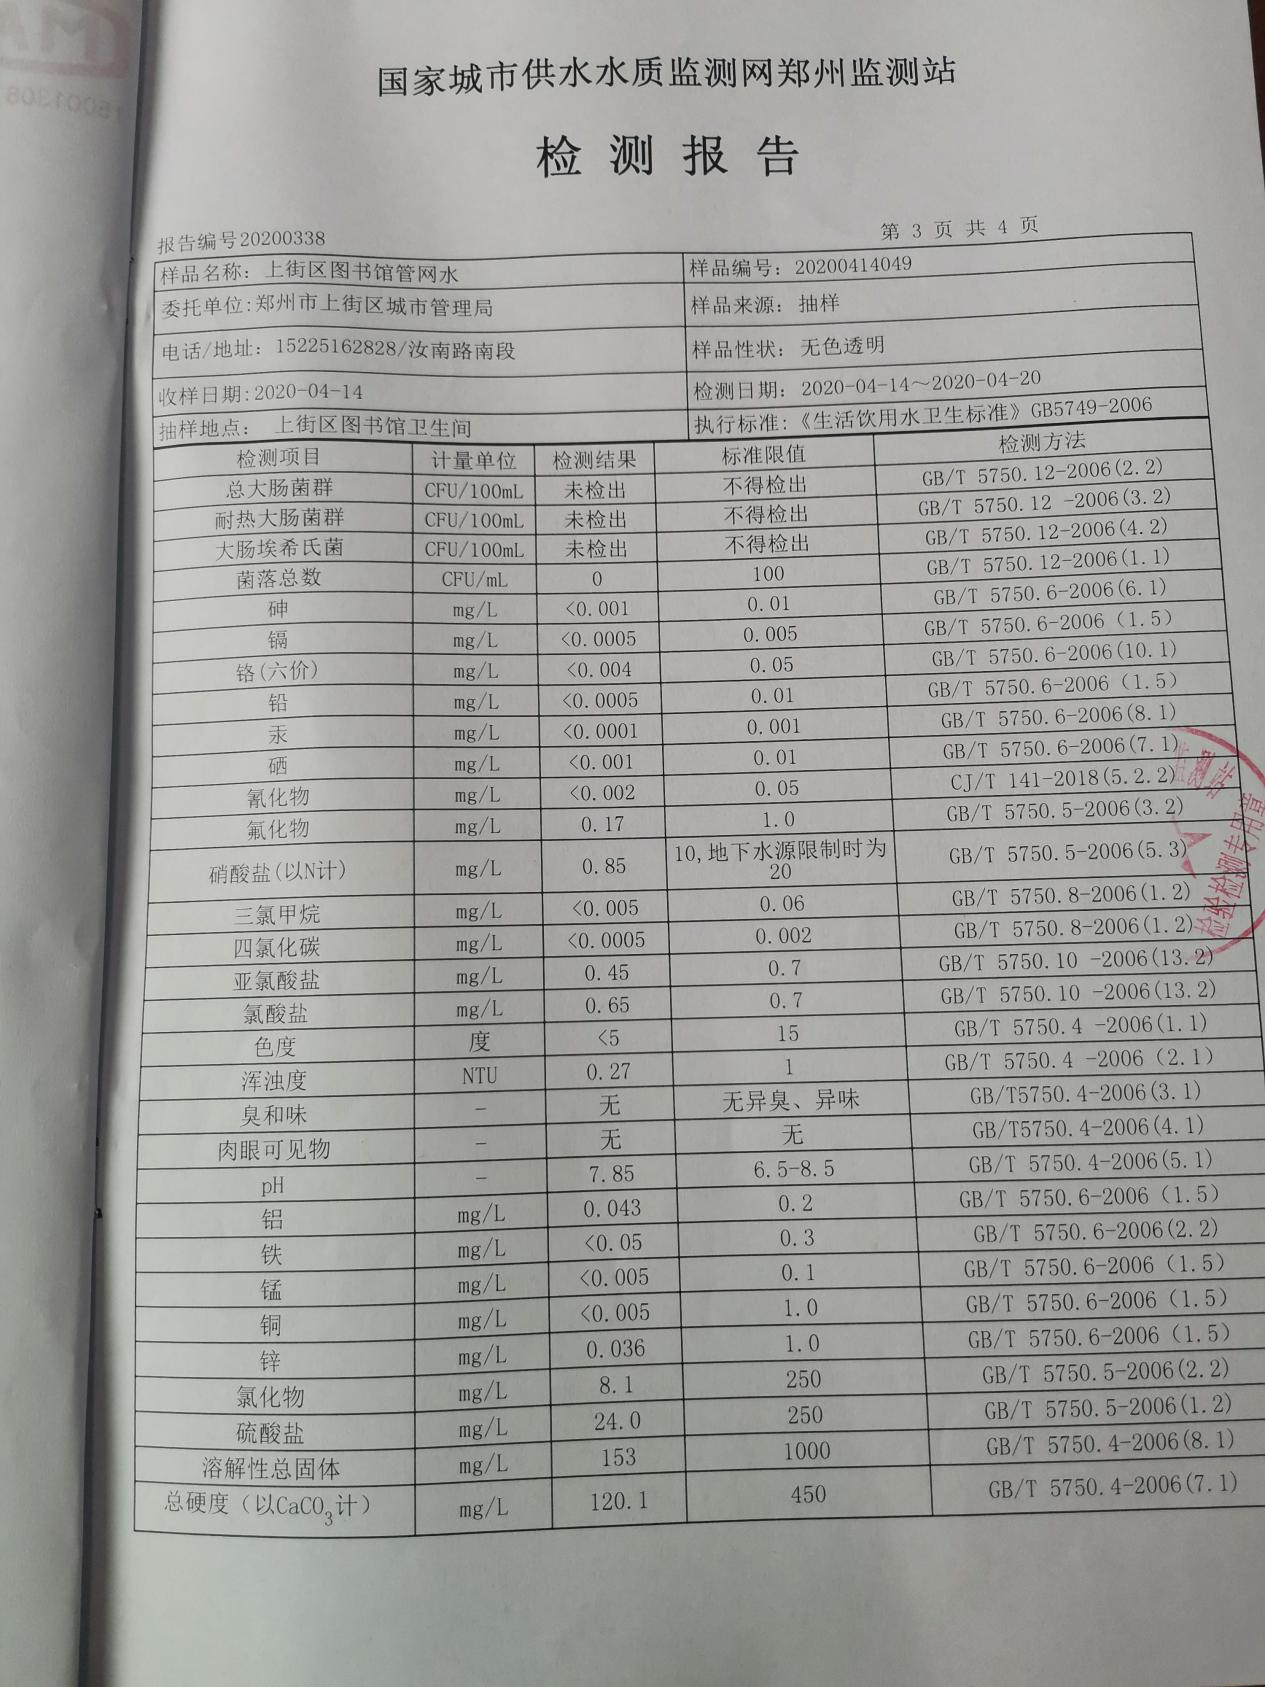 国家城市供水水质监测网郑州监测站
检测报告
报告编号20200338 第 3 页 共 4 页
样品名称：上街区图书馆管网水 样品编号：20200414049
委托单位:郑州市上街区城市管理局 样品来源：抽样
电话/地址：15225162828/汝南路南段 样品性状：无色透明
收样日期:2020-04-14 检测日期：2020-04-14～2020-04-20
抽样地点： 上街区图书馆卫生间 执行标准:《生活饮用水卫生标准》GB5749-2006
检测项目 计量单位 检测结果 标准限值 检测方法
总大肠菌群 CFU/100mL 未检出 不得检出 GB/T 5750.12-2006(2.2)
耐热大肠菌群 CFU/100mL 未检出 不得检出 GB/T 5750.12 -2006(3.2)
大肠埃希氏菌 CFU/100mL 未检出 不得检出 GB/T 5750.12-2006(4.2)
菌落总数 CFU/mL 0 100 GB/T 5750.12-2006(1.1)
砷 mg/L <0.001 0.01 GB/T 5750.6-2006(6.1)
镉 mg/L <0.0005 0.005 GB/T 5750.6-2006（1.5）
铬(六价) mg/L <0.004 0.05 GB/T 5750.6-2006(10.1)
铅 mg/L <0.0005 0.01 GB/T 5750.6-2006（1.5）
汞 mg/L <0.0001 0.001 GB/T 5750.6-2006(8.1)
硒 mg/L <0.001 0.01 GB/T 5750.6-2006(7.1)
氰化物 mg/L <0.002 0.05 CJ/T 141-2018(5.2.2)
氟化物 mg/L 0.17 1.0 GB/T 5750.5-2006(3.2)
硝酸盐(以N计) mg/L 0.85 10,地下水源限制时为20 GB/T 5750.5-2006(5.3)
三氯甲烷 mg/L <0.005 0.06 GB/T 5750.8-2006(1.2)
四氯化碳 mg/L <0.0005 0.002 GB/T 5750.8-2006(1.2)
亚氯酸盐 mg/L 0.45 0.7 GB/T 5750.10 -2006(13.2)
氯酸盐 mg/L 0.65 0.7 GB/T 5750.10 -2006(13.2)
色度 度 <5 15 GB/T 5750.4 -2006(1.1)
浑浊度 NTU 0.27 1 GB/T 5750.4 -2006（2.1）
臭和味 - 无 无异臭、异味 GB/T5750.4-2006(3.1)
肉眼可见物 - 无 无 GB/T5750.4-2006(4.1)
pH - 7.85 6.5-8.5 GB/T 5750.4-2006(5.1)
铝 mg/L 0.043 0.2 GB/T 5750.6-2006（1.5）
铁 mg/L <0.05 0.3 GB/T 5750.6-2006(2.2)
锰 mg/L <0.005 0.1 GB/T 5750.6-2006（1.5）
铜 mg/L <0.005 1.0 GB/T 5750.6-2006（1.5）
锌 mg/L 0.036 1.0 GB/T 5750.6-2006（1.5）
氯化物 mg/L 8.1 250 GB/T 5750.5-2006(2.2)
硫酸盐 mg/L 24.0 250 GB/T 5750.5-2006(1.2)
溶解性总固体 mg/L 153 1000 GB/T 5750.4-2006(8.1)
总硬度（以CaCO3计） mg/L 120.1 450 GB/T 5750.4-2006(7.1)
监测站
检验检测专用章